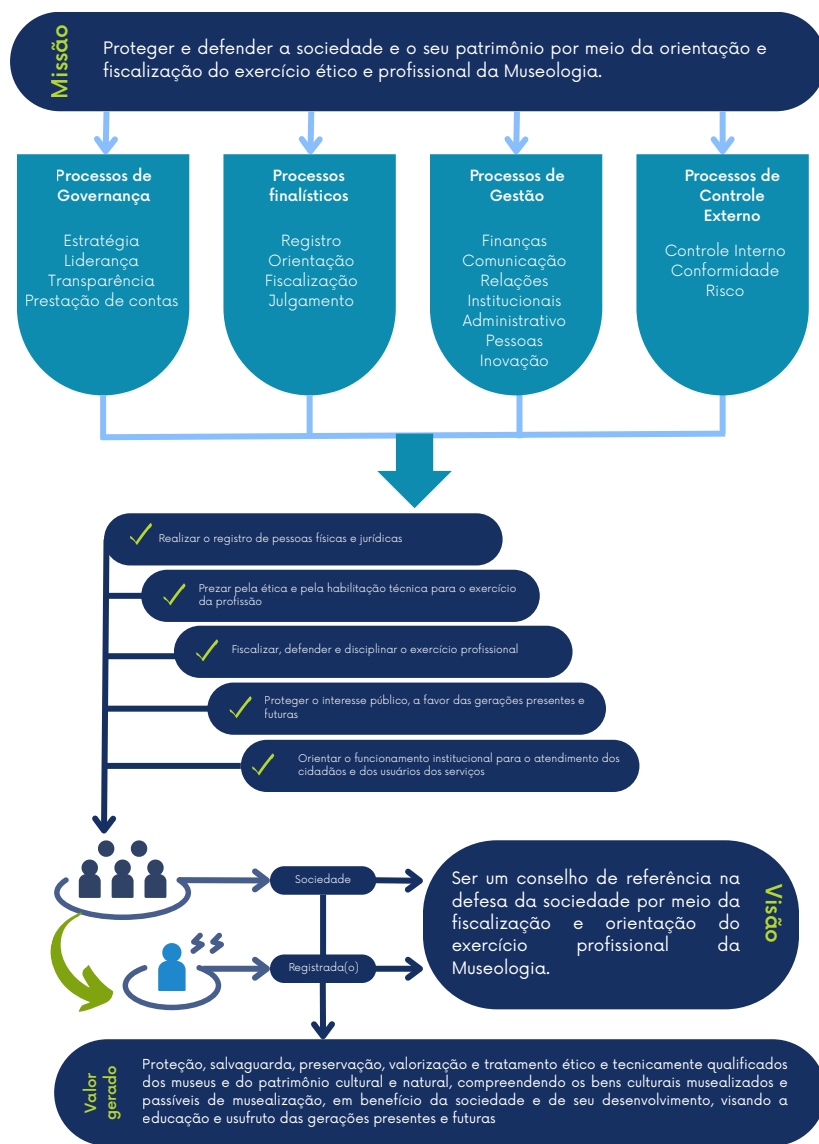 Missão
Proteger e defender a sociedade e o seu patrimônio por meio da orientação e
fiscalização do exercício ético e profissional da Museologia.
Processos de
Governança
Estratégia
Liderança
Transparência
Prestação de contas
Processos
finalísticos
Registro
Orientação
Fiscalização
Julgamento
Processos de
Gestão
Finanças
Comunicação
Relações
Institucionais
Administrativo
Pessoas
Inovação
Processos de
Controle
Externo
Controle Interno
Conformidade
Risco
Realizar o registro de pessoas físicas e jurídicas
Prezar pela ética e pela habilitação técnica para o exercício
da profissão
Fiscalizar, defender e disciplinar o exercício profissional
Proteger o interesse público, a favor das gerações presentes e
futuras
Orientar o funcionamento institucional para o atendimento dos
cidadãos e dos usuários dos serviços
Sociedade
Registrada(o)
Ser um conselho de referência na
defesa da sociedade por meio da
fiscalização e orientação do
exercício profissional da
Museologia.
Visão
Valor
gerado
Proteção, salvaguarda, preservação, valorização e tratamento ético e tecnicamente qualificados
dos museus e do patrimônio cultural e natural, compreendendo os bens culturais musealizados e
passíveis de musealização, em benefício da sociedade e de seu desenvolvimento, visando a
educação e usufruto das gerações presentes e futuras